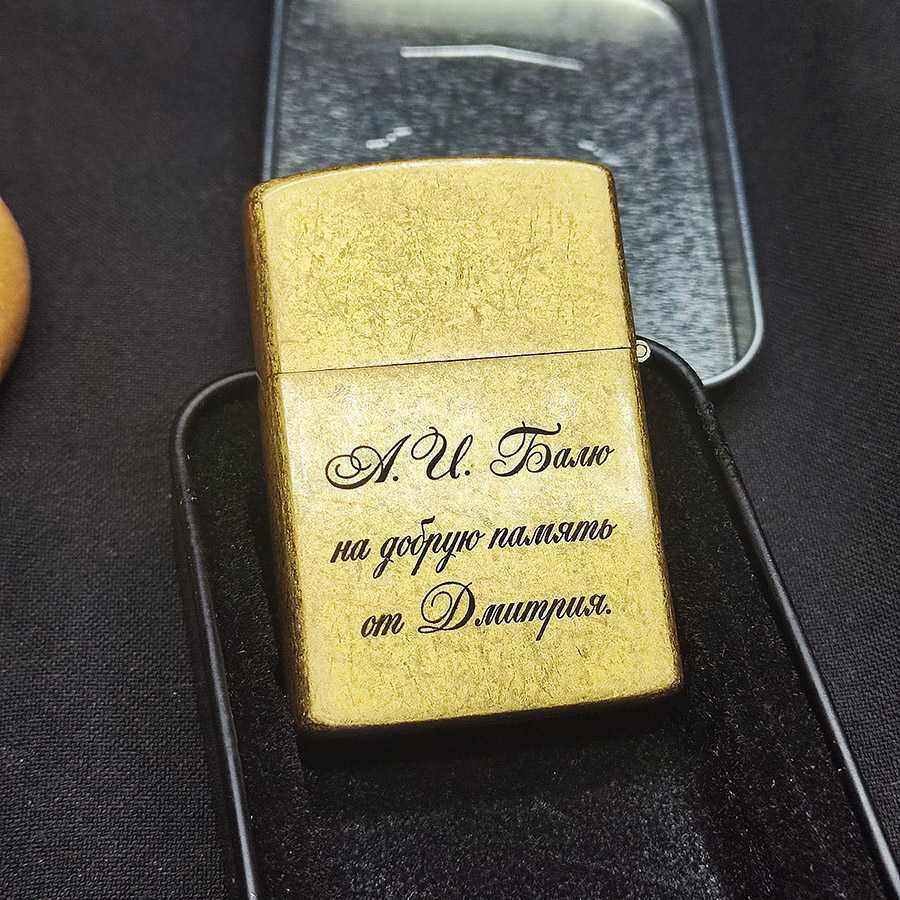 А. И. Балю
на добрую память
от Дмитрия.